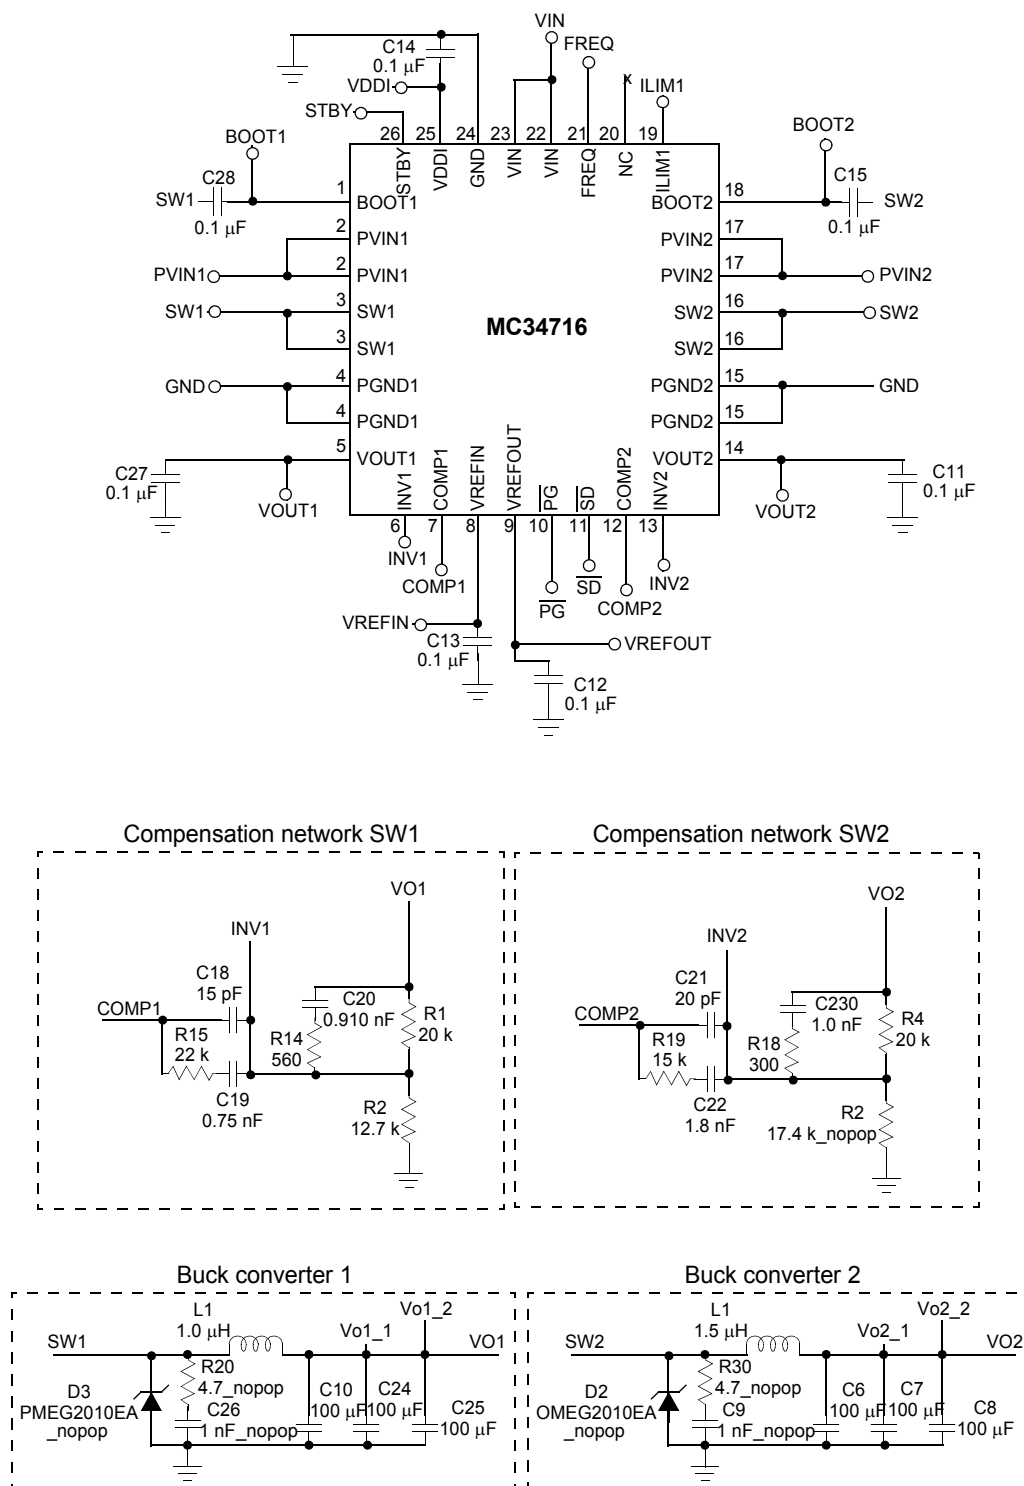 VIN
FREQ
C14
0.1 μF
VDDI
x
ILIM1
STBY
BOOT1
BOOT2
26 25 24 23 22 21 20 19
STBY VDDI GND VIN VIN FREQ NC ILIM1
C28
SW1
0.1 μF
1 BOOT1
BOOT2 18
C15
SW2
0.1 μF
2 PVIN1
PVIN2 17
PVIN1
2 PVIN1
PVIN2 17
PVIN2
SW1
3 SW1
SW2 16
SW2
MC34716
3 SW1
SW2 16
GND
4 PGND1
PGND2 15
GND
4 PGND1
PGND2 15
5 VOUT1
VOUT2 14
C27
0.1 μF
VOUT1
C11
0.1 μF
VOUT2
INV1 COMP1 VREFIN VREFOUT PG SD COMP2 INV2
6 7 8 9 10 11 12 13
INV1
COMP1
PG
SD
COMP2
INV2
VREFIN
C13
0.1 μF
VREFOUT
C12
0.1 μF
Compensation network SW1
VO1
INV1
C18
15 pF
COMP1
C20
0.910 nF
R1
20 k
R15
22 k
R14
560
C19
0.75 nF
R2
12.7 k
Compensation network SW2
VO2
INV2
C21
20 pF
COMP2
C230
1.0 nF
R4
20 k
R19
15 k
R18
300
C22
1.8 nF
R2
17.4 k_nopop
Buck converter 1
L1
1.0 μH
Vo1_2
SW1
Vo1_1
VO1
R20
4.7_nopop
D3
PMEG2010EA
_nopop
C26
1 nF_nopop
C10
100 μF
C24
100 μF
C25
100 μF
Buck converter 2
L1
1.5 μH
Vo2_2
SW2
Vo2_1
VO2
R30
4.7_nopop
D2
OMEG2010EA
_nopop
C9
1 nF_nopop
C6
100 μF
C7
100 μF
C8
100 μF